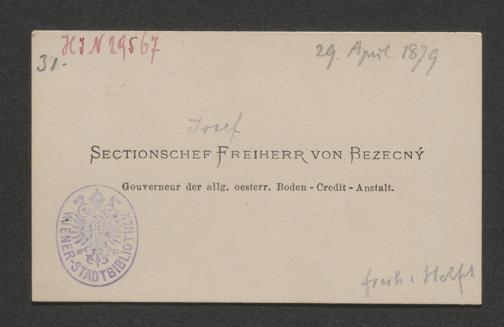 HIN 29567
31.-
29. April 1879
Josef
SECTIONSCHEF FREIHERR VON BEZECNÝ
Gouverneur der allg. oesterr. Boden-Credit-Anstalt.
WIENER-STADTBIBLIOTHEK